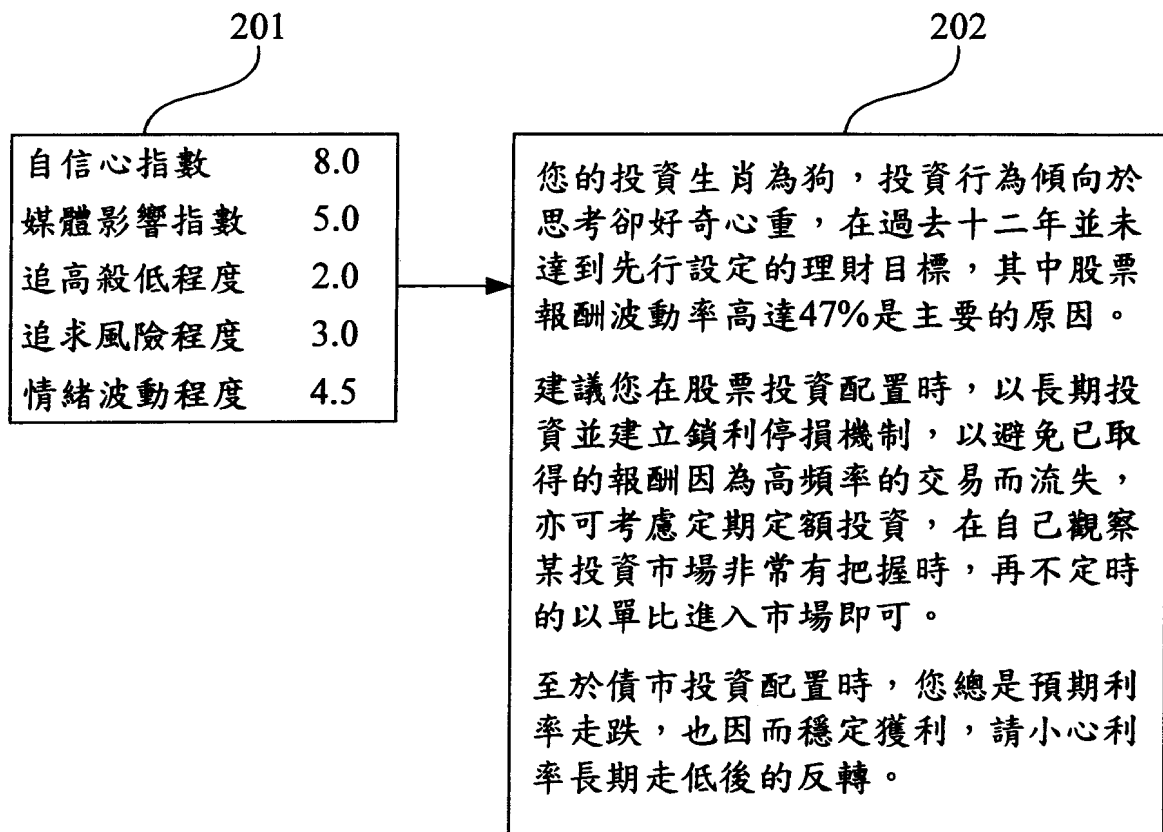 201
202
自信心指數 8.0
媒體影響指數 5.0
追高殺低程度 2.0
追求風險程度 3.0
情緒波動程度 4.5
您的投資生肖為狗，投資行為傾向於
思考卻好奇心重，在過去十二年並未
達到先行設定的理財目標，其中股票
報酬波動率高達47%是主要的原因。
建議您在股票投資配置時，以長期投
資並建立鎖利停損機制，以避免已取
得的報酬因為高頻率的交易而流失，
亦可考慮定期定額投資，在自己觀察
某投資市場非常有把握時，再不定時
的以單比進入市場即可。
至於債市投資配置時，您總是預期利
率走跌，也因而穩定獲利，請小心利
率長期走低後的反轉。